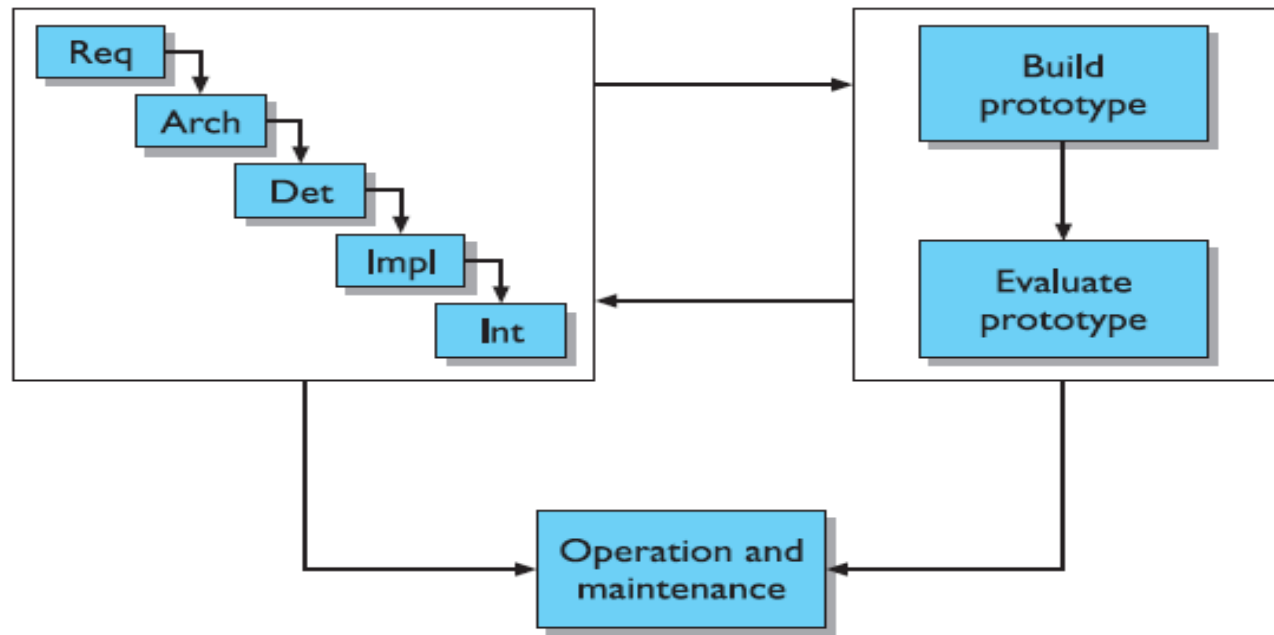 Req
Arch
Det
Impl
Int
Build
prototype
Evaluate
prototype
Operation and
maintenance